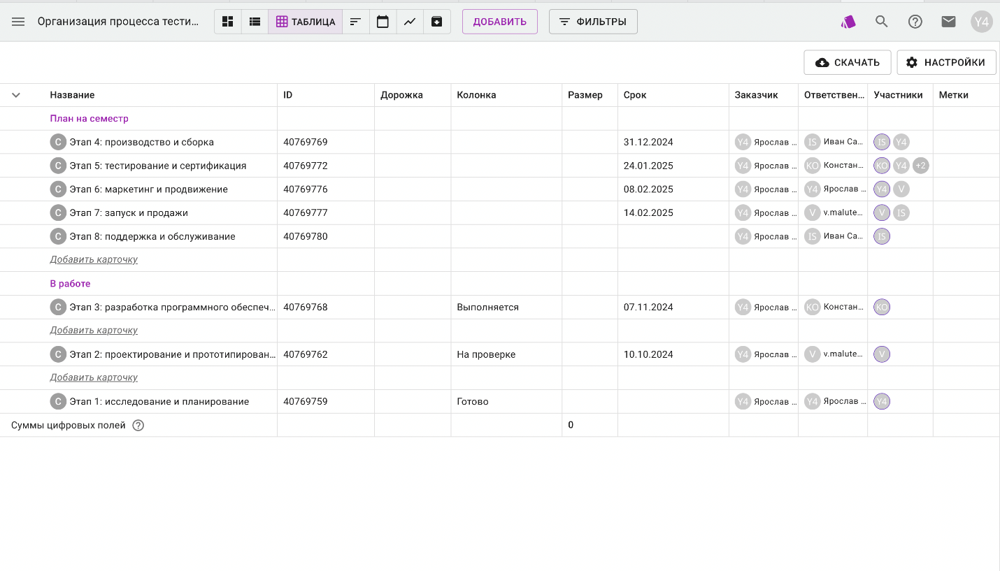 Организация процесса тести...
ТАБЛИЦА
ДОБАВИТЬ
ФИЛЬТРЫ
Y4
СКАЧАТЬ
НАСТРОЙКИ
Название ID Дорожка Колонка Размер Срок Заказчик Ответствен... Участники Метки
План на семестр
C Этап 4: производство и сборка 40769769 31.12.2024 Y4 Ярослав ... IS Иван Са... IS Y4
C Этап 5: тестирование и сертификация 40769772 24.01.2025 Y4 Ярослав ... KO Констан... KO Y4 +2
C Этап 6: маркетинг и продвижение 40769776 08.02.2025 Y4 Ярослав ... Y4 Ярослав ... Y4 V
C Этап 7: запуск и продажи 40769777 14.02.2025 Y4 Ярослав ... V v.malute... V IS
C Этап 8: поддержка и обслуживание 40769780 Y4 Ярослав ... IS Иван Са... IS
Добавить карточку
В работе
C Этап 3: разработка программного обеспеч... 40769768 Выполняется 07.11.2024 Y4 Ярослав ... KO Констан... KO
Добавить карточку
C Этап 2: проектирование и прототипирован... 40769762 На проверке 10.10.2024 Y4 Ярослав ... V v.malute... V
Добавить карточку
C Этап 1: исследование и планирование 40769759 Готово Y4 Ярослав ... Y4 Ярослав ... Y4
Суммы цифровых полей ? 0